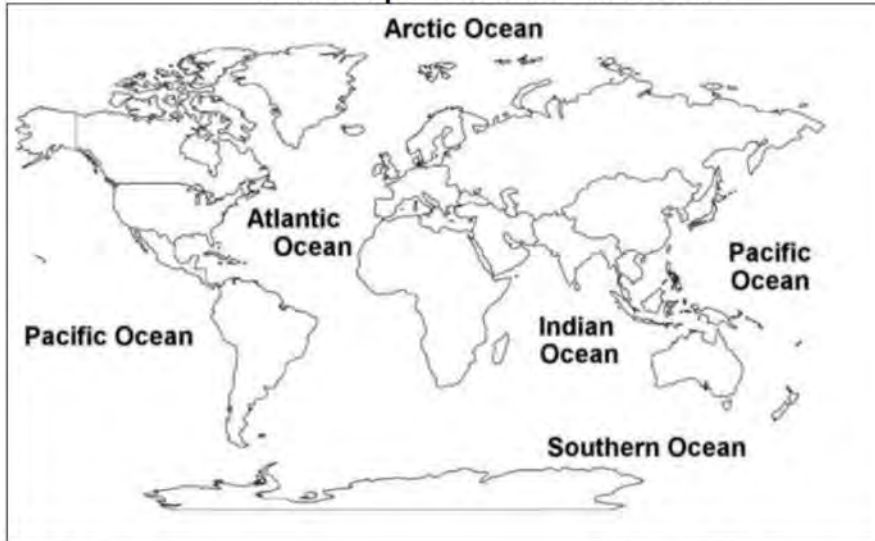 Arctic Ocean
Atlantic
Ocean
Pacific
Ocean
Pacific Ocean
Indian
Ocean
Southern Ocean